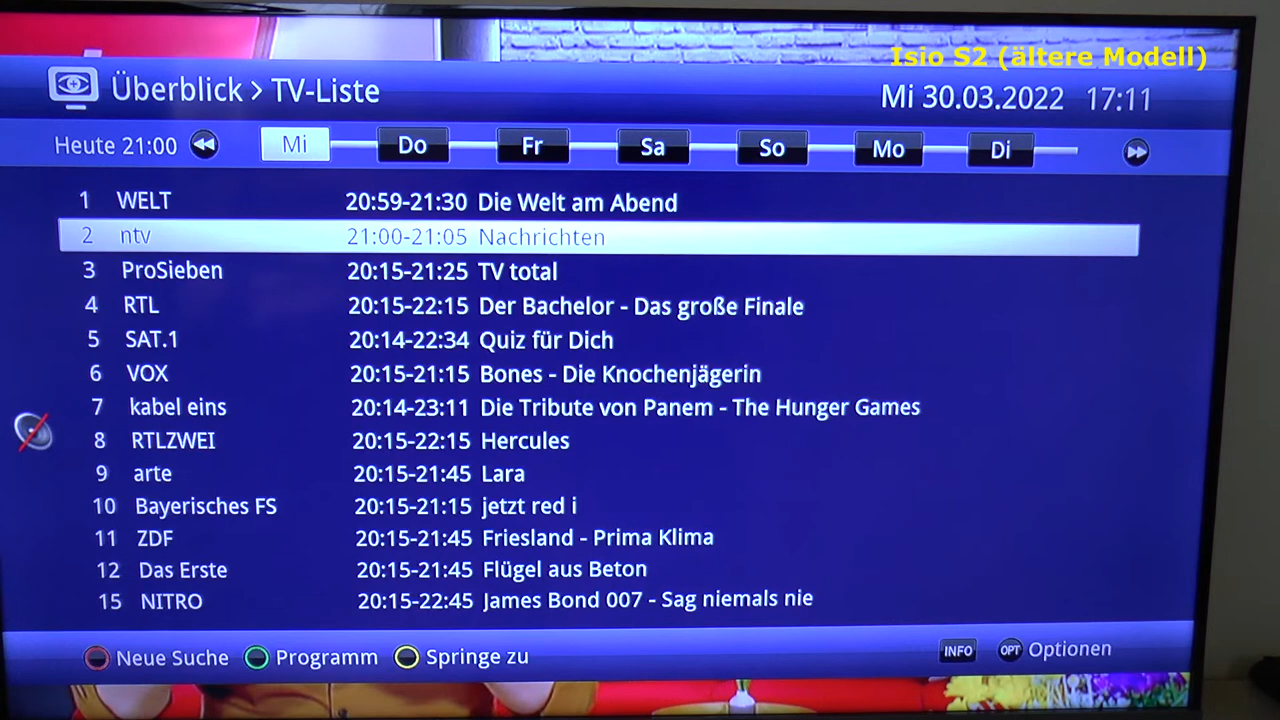 Isio S2 (ältere Modell)
Überblick > TV-Liste
Mi 30.03.2022 17:11
Heute 21:00 Mi Do Fr Sa So Mo Di
1 WELT 20:59-21:30 Die Welt am Abend
2 ntv 21:00-21:05 Nachrichten
3 ProSieben 20:15-21:25 TV total
4 RTL 20:15-22:15 Der Bachelor - Das große Finale
5 SAT.1 20:14-22:34 Quiz für Dich
6 VOX 20:15-21:15 Bones - Die Knochenjägerin
7 kabel eins 20:14-23:11 Die Tribute von Panem - The Hunger Games
8 RTLZWEI 20:15-22:15 Hercules
9 arte 20:15-21:45 Lara
10 Bayerisches FS 20:15-21:15 jetzt red i
11 ZDF 20:15-21:45 Friesland - Prima Klima
12 Das Erste 20:15-21:45 Flügel aus Beton
15 NITRO 20:15-22:45 James Bond 007 - Sag niemals nie
Neue Suche Programm Springe zu INFO OPT Optionen